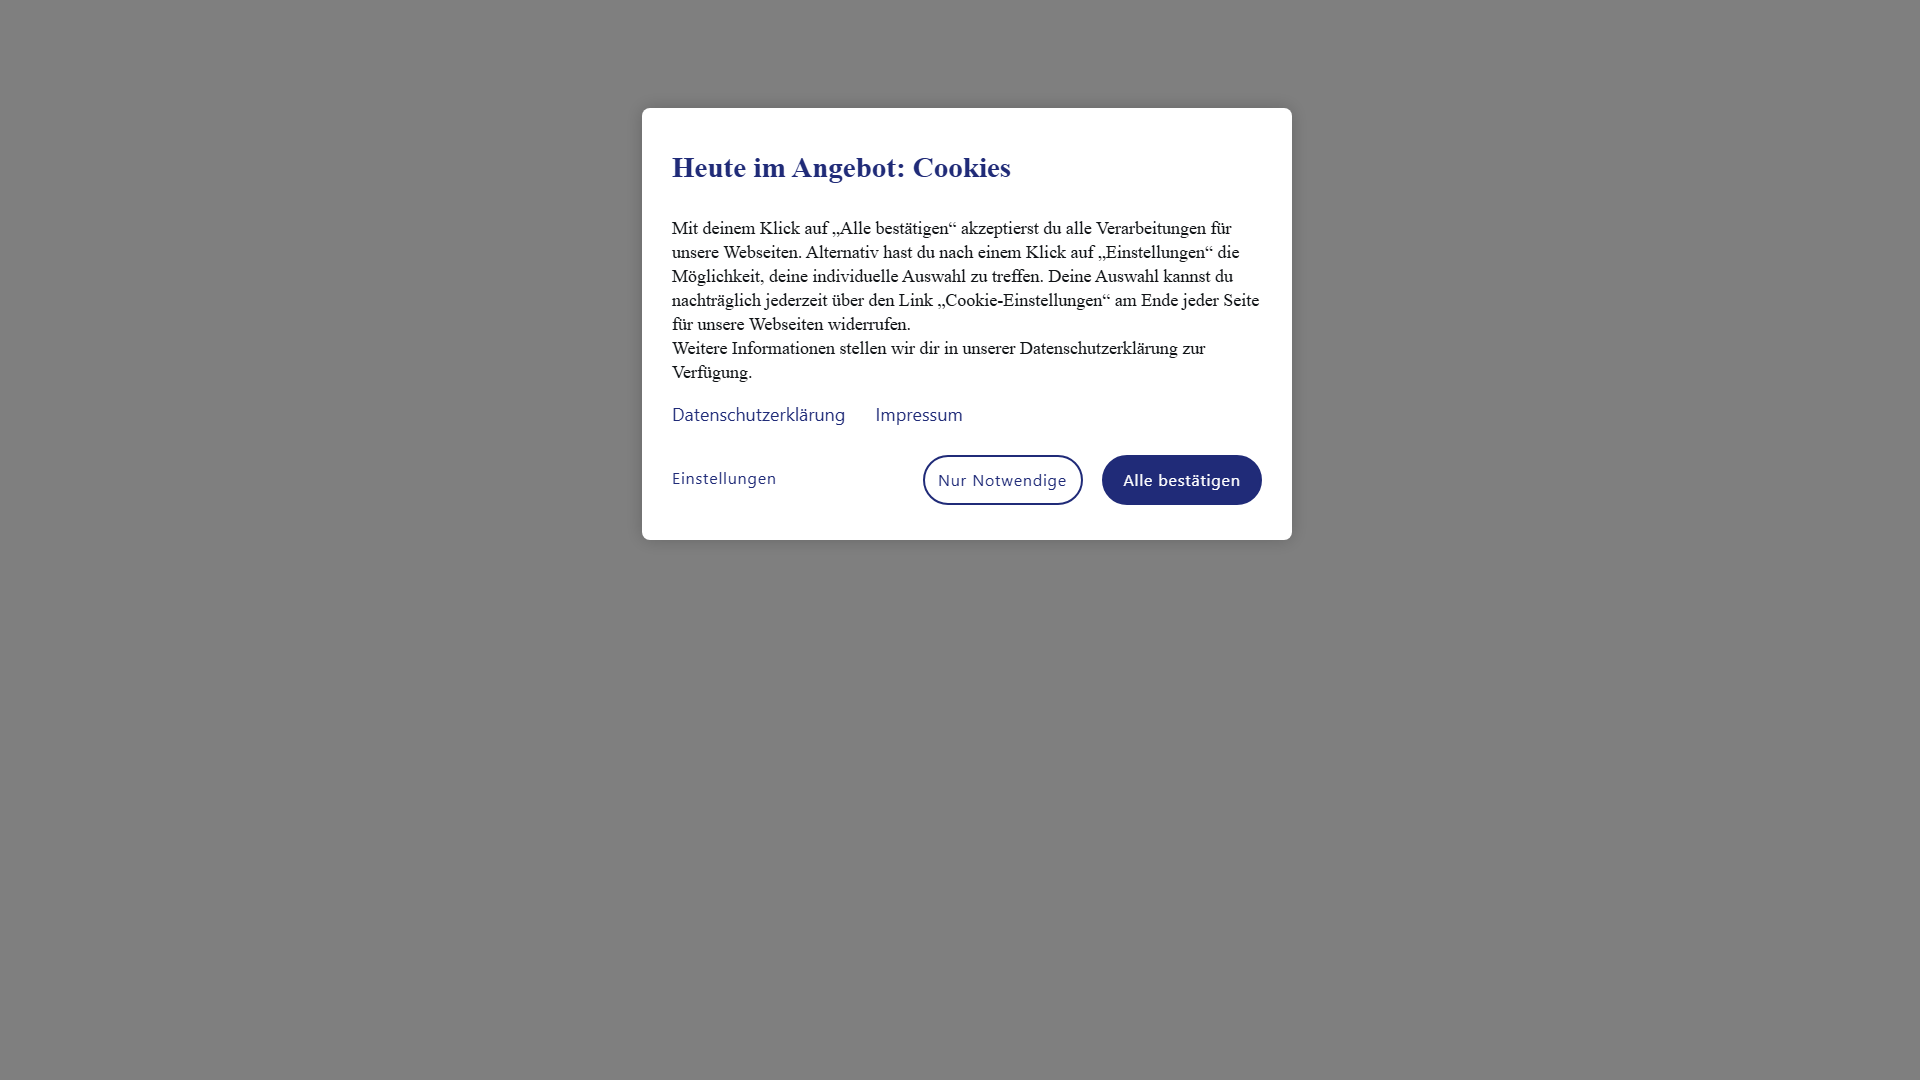 Heute im Angebot: Cookies
Mit deinem Klick auf „Alle bestätigen“ akzeptierst du alle Verarbeitungen für
unsere Webseiten. Alternativ hast du nach einem Klick auf „Einstellungen“ die
Möglichkeit, deine individuelle Auswahl zu treffen. Deine Auswahl kannst du
nachträglich jederzeit über den Link „Cookie-Einstellungen“ am Ende jeder Seite
für unsere Webseiten widerrufen.
Weitere Informationen stellen wir dir in unserer Datenschutzerklärung zur
Verfügung.
Datenschutzerklärung Impressum
Einstellungen Nur Notwendige Alle bestätigen